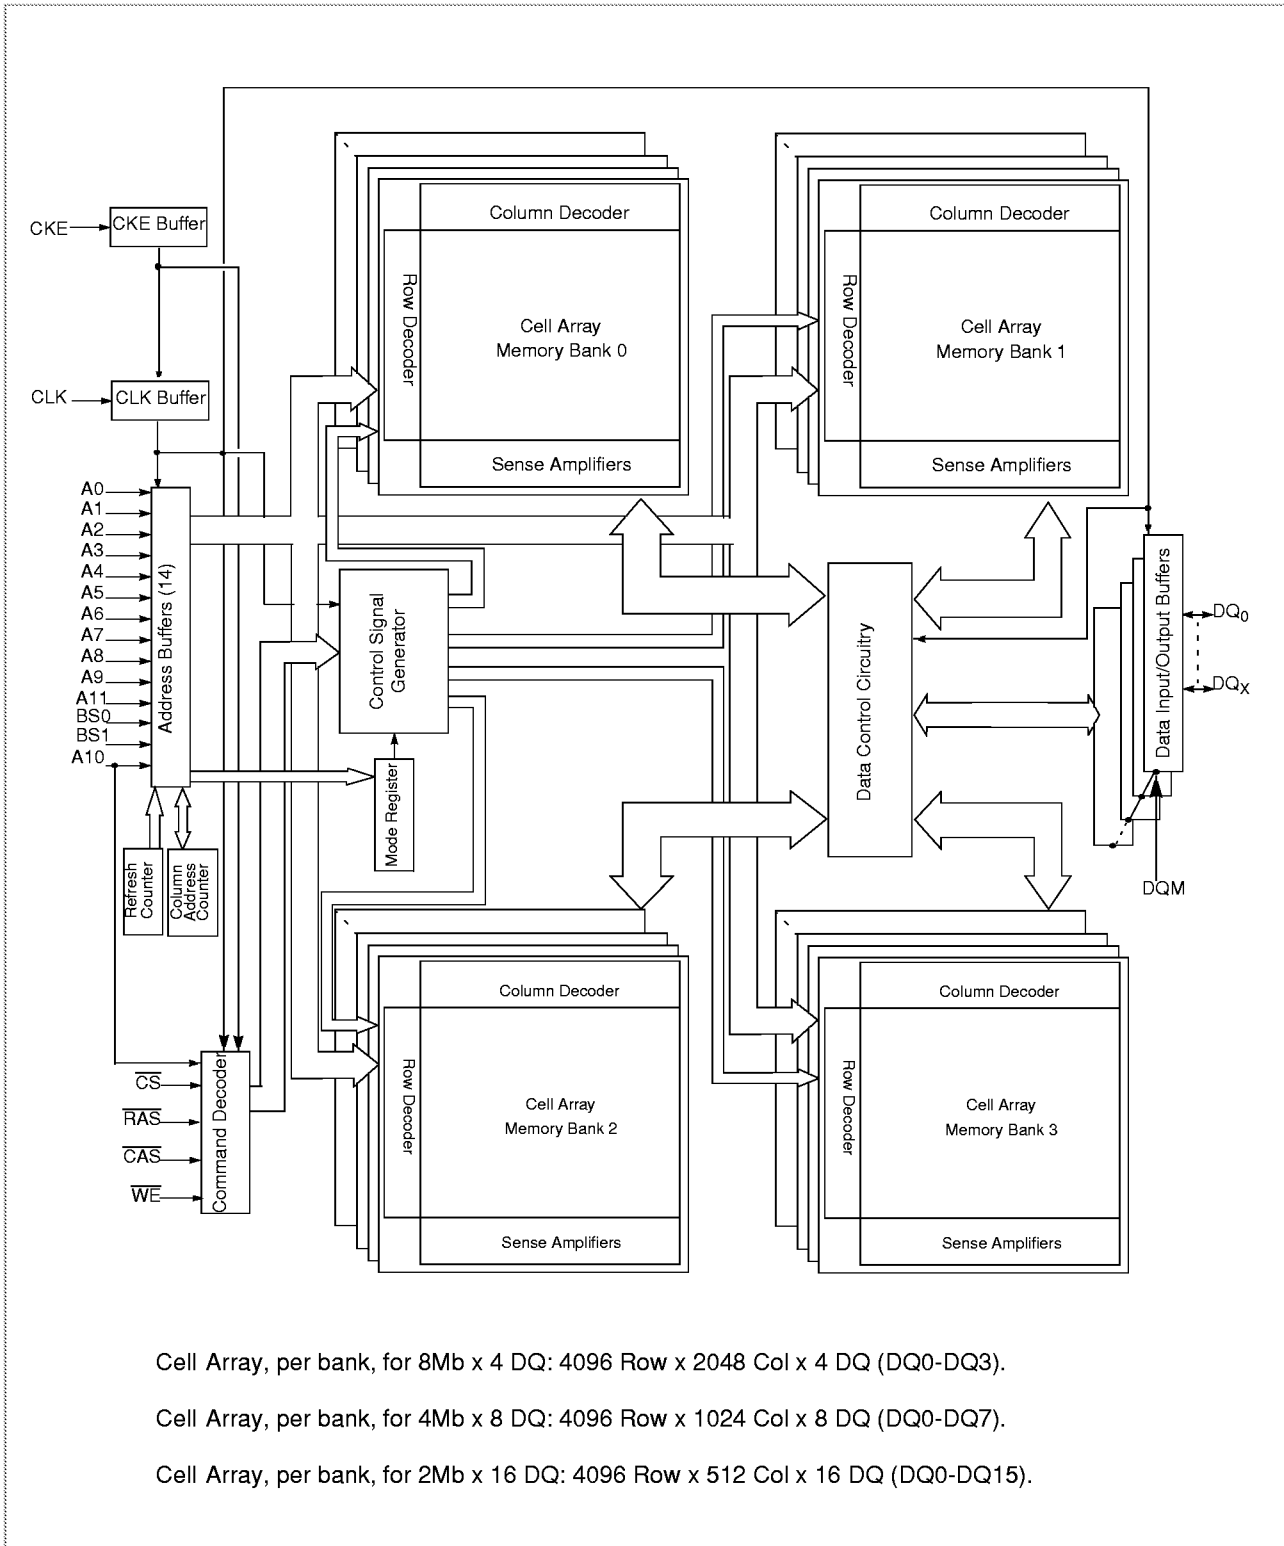 CKE
CKE Buffer
CLK
CLK Buffer
A0
A1
A2
A3
A4
A5
A6
A7
A8
A9
A11
BS0
BS1
A10
Address Buffers (14)
Refresh
Counter
Column
Address
Counter
Control Signal
Generator
Mode Register
Command Decoder
CS
RAS
CAS
WE
Column Decoder
Row Decoder
Cell Array
Memory Bank 0
Sense Amplifiers
Column Decoder
Row Decoder
Cell Array
Memory Bank 1
Sense Amplifiers
Data Control Circuitry
Data Input/Output Buffers
DQ0
DQX
DQM
Column Decoder
Row Decoder
Cell Array
Memory Bank 2
Sense Amplifiers
Column Decoder
Row Decoder
Cell Array
Memory Bank 3
Sense Amplifiers
Cell Array, per bank, for 8Mb x 4 DQ: 4096 Row x 2048 Col x 4 DQ (DQ0-DQ3).
Cell Array, per bank, for 4Mb x 8 DQ: 4096 Row x 1024 Col x 8 DQ (DQ0-DQ7).
Cell Array, per bank, for 2Mb x 16 DQ: 4096 Row x 512 Col x 16 DQ (DQ0-DQ15).